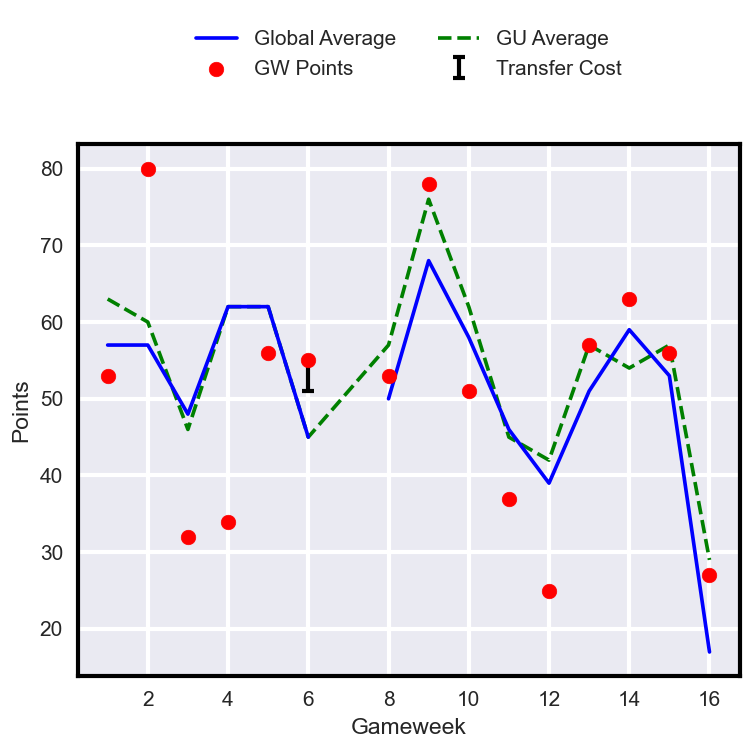 Global Average
GU Average
GW Points
Transfer Cost
80
70
60
50
40
30
20
Points
2 4 6 8 10 12 14 16
Gameweek